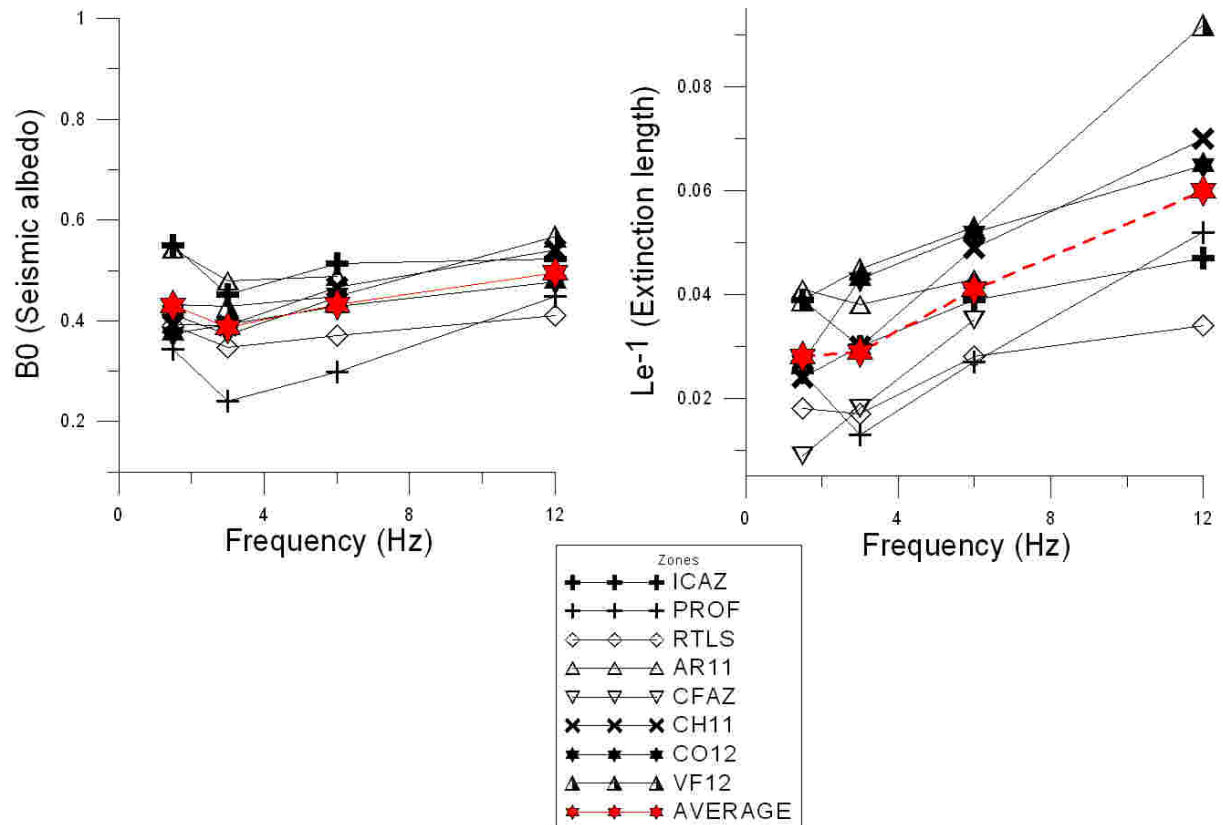 B0 (Seismic albedo)
1
0.8
0.6
0.4
0.2
0 4 8 12
Frequency (Hz)
Le-1 (Extinction length)
0.08
0.06
0.04
0.02
0 4 8 12
Frequency (Hz)
Zones
ICAZ
PROF
RTLS
AR11
CFAZ
CH11
CO12
VF12
AVERAGE